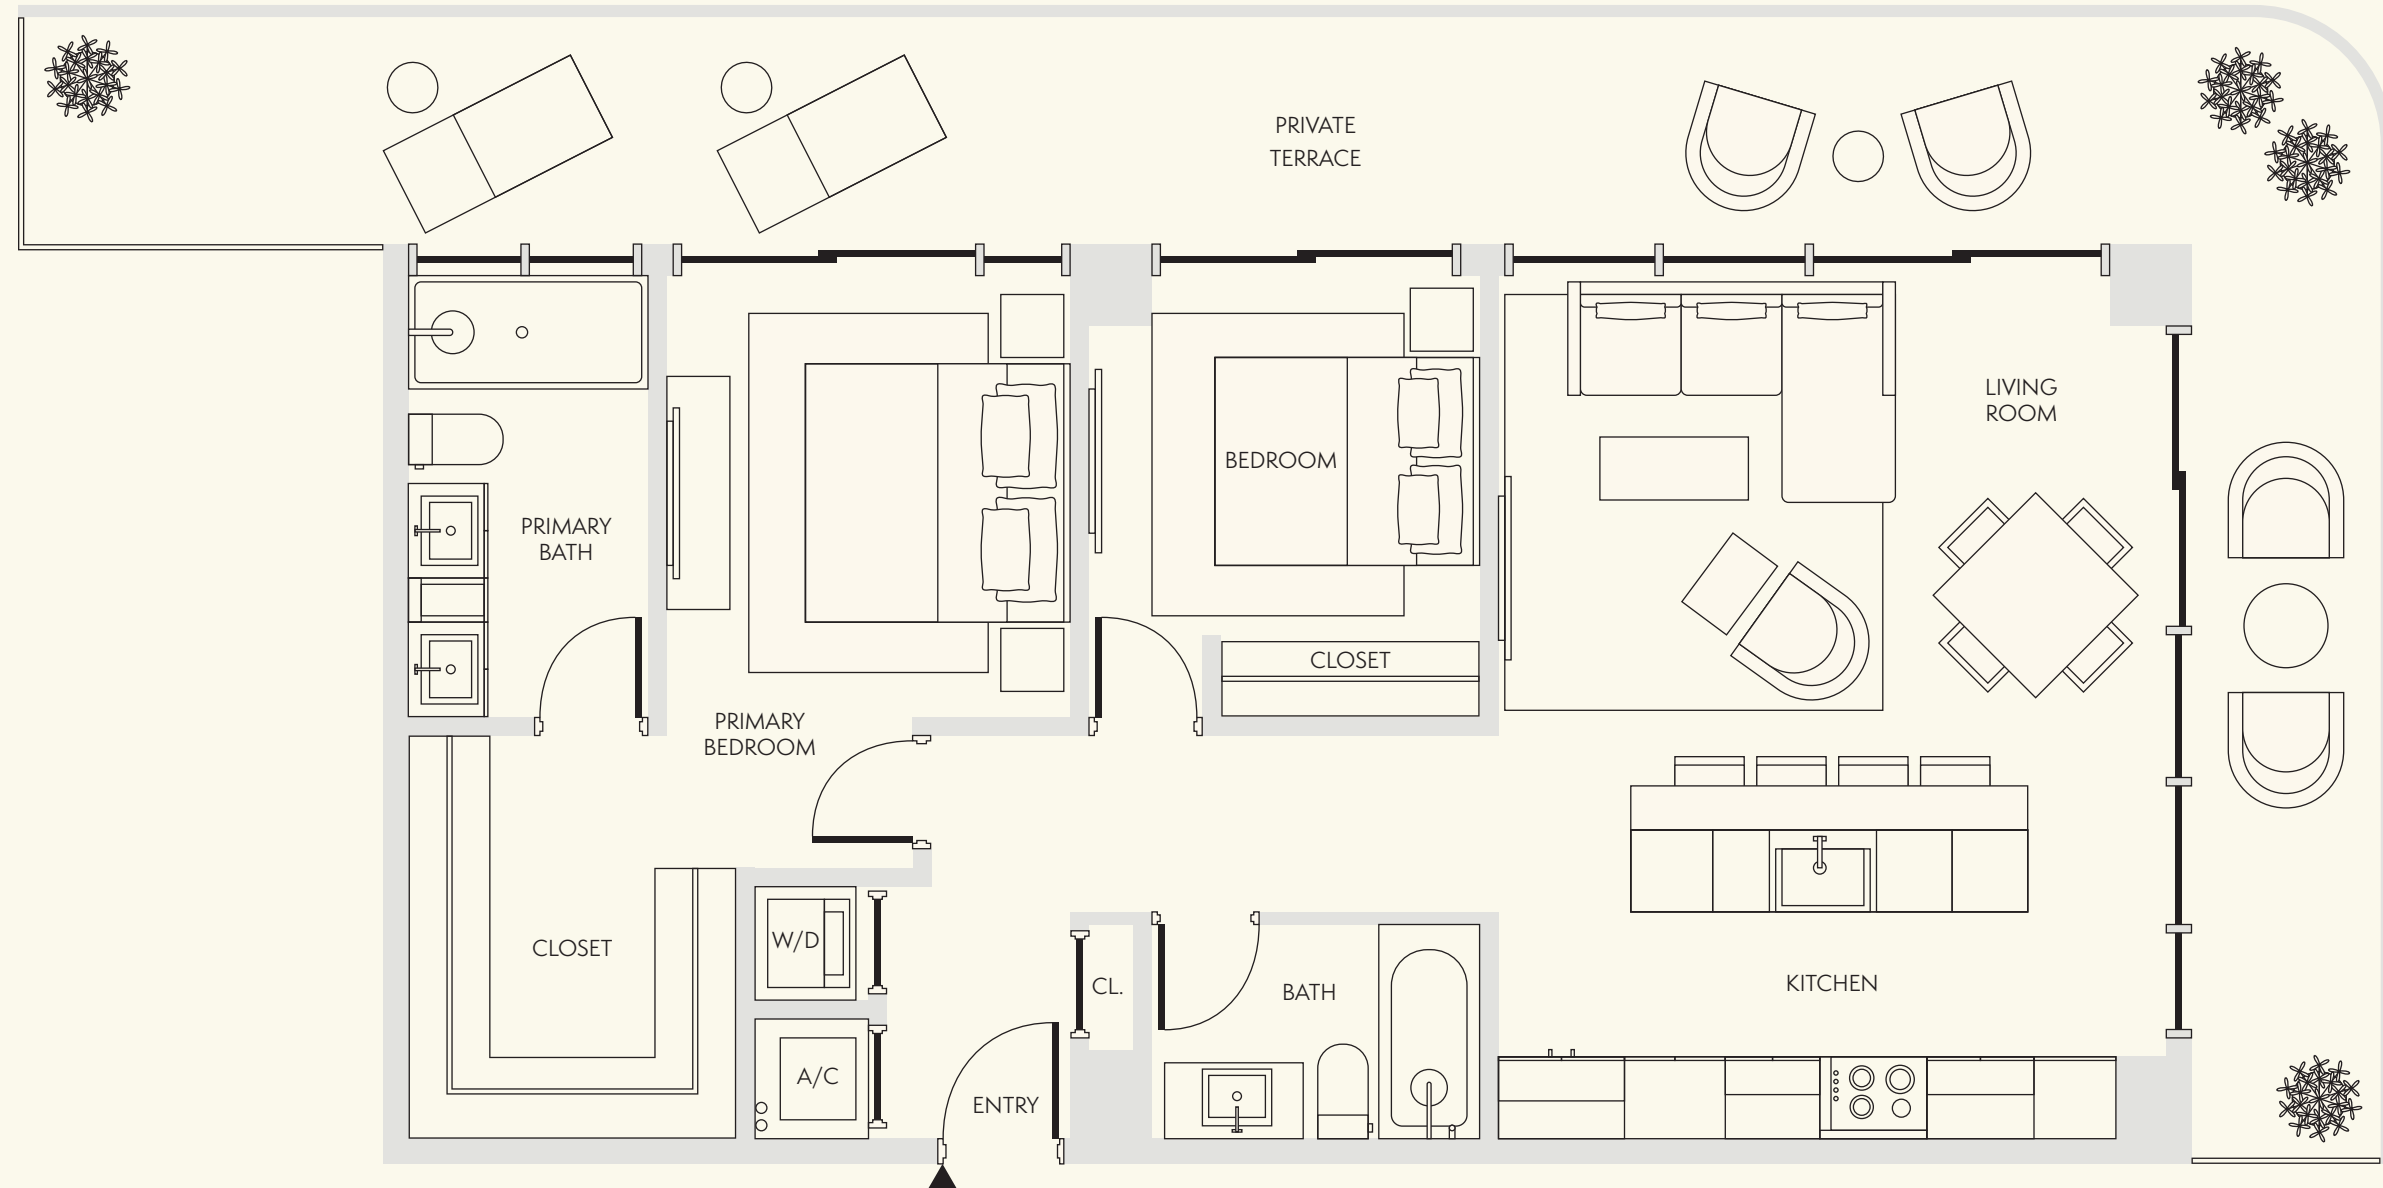 PRIVATE
TERRACE
LIVING
ROOM
BEDROOM
PRIMARY
BATH
CLOSET
PRIMARY
BEDROOM
CLOSET
W/D
CL.
BATH
KITCHEN
A/C
ENTRY